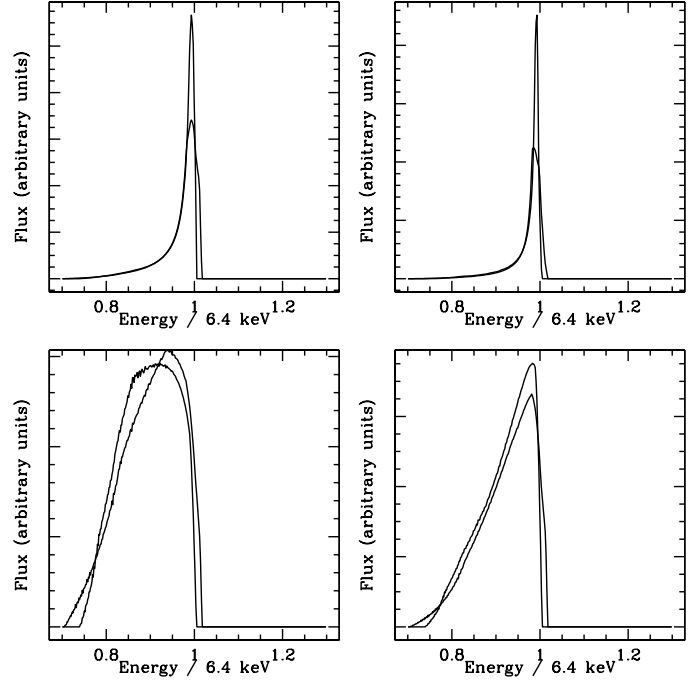 Flux (arbitrary units)
0.8 1 1.2
Energy / 6.4 keV
Flux (arbitrary units)
0.8 1 1.2
Energy / 6.4 keV
Flux (arbitrary units)
0.8 1 1.2
Energy / 6.4 keV
Flux (arbitrary units)
0.8 1 1.2
Energy / 6.4 keV